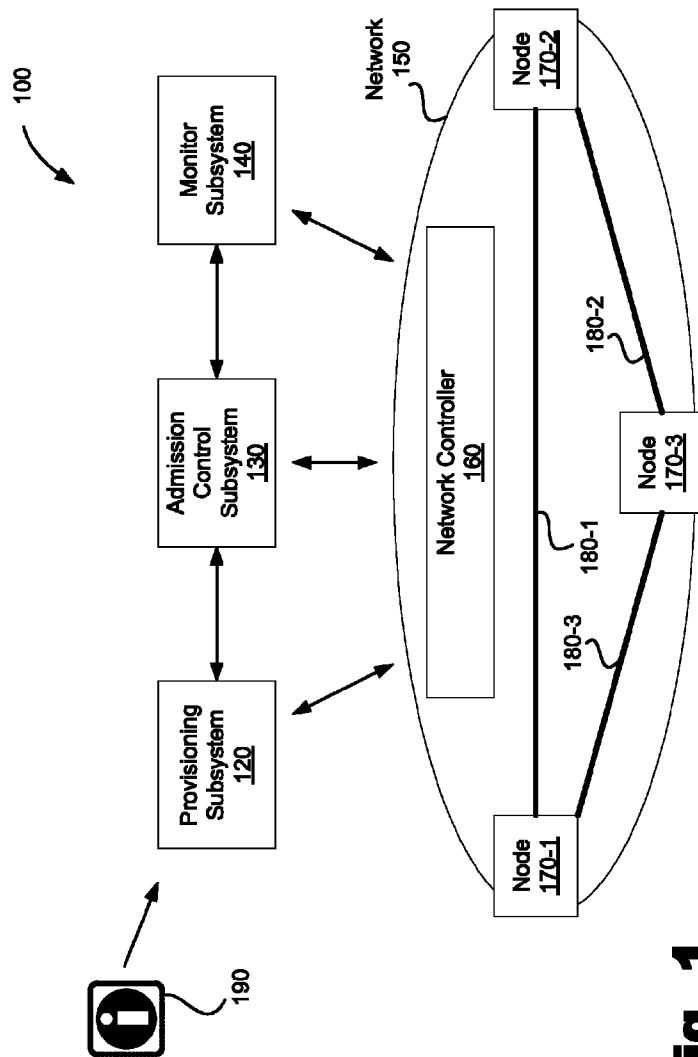 100
Provisioning
Subsystem
120
Admission
Control
Subsystem
130
Monitor
Subsystem
140
190
Network
150
Network Controller
160
Node
170-1
Node
170-2
180-1
180-3
180-2
Node
170-3
ig. 1